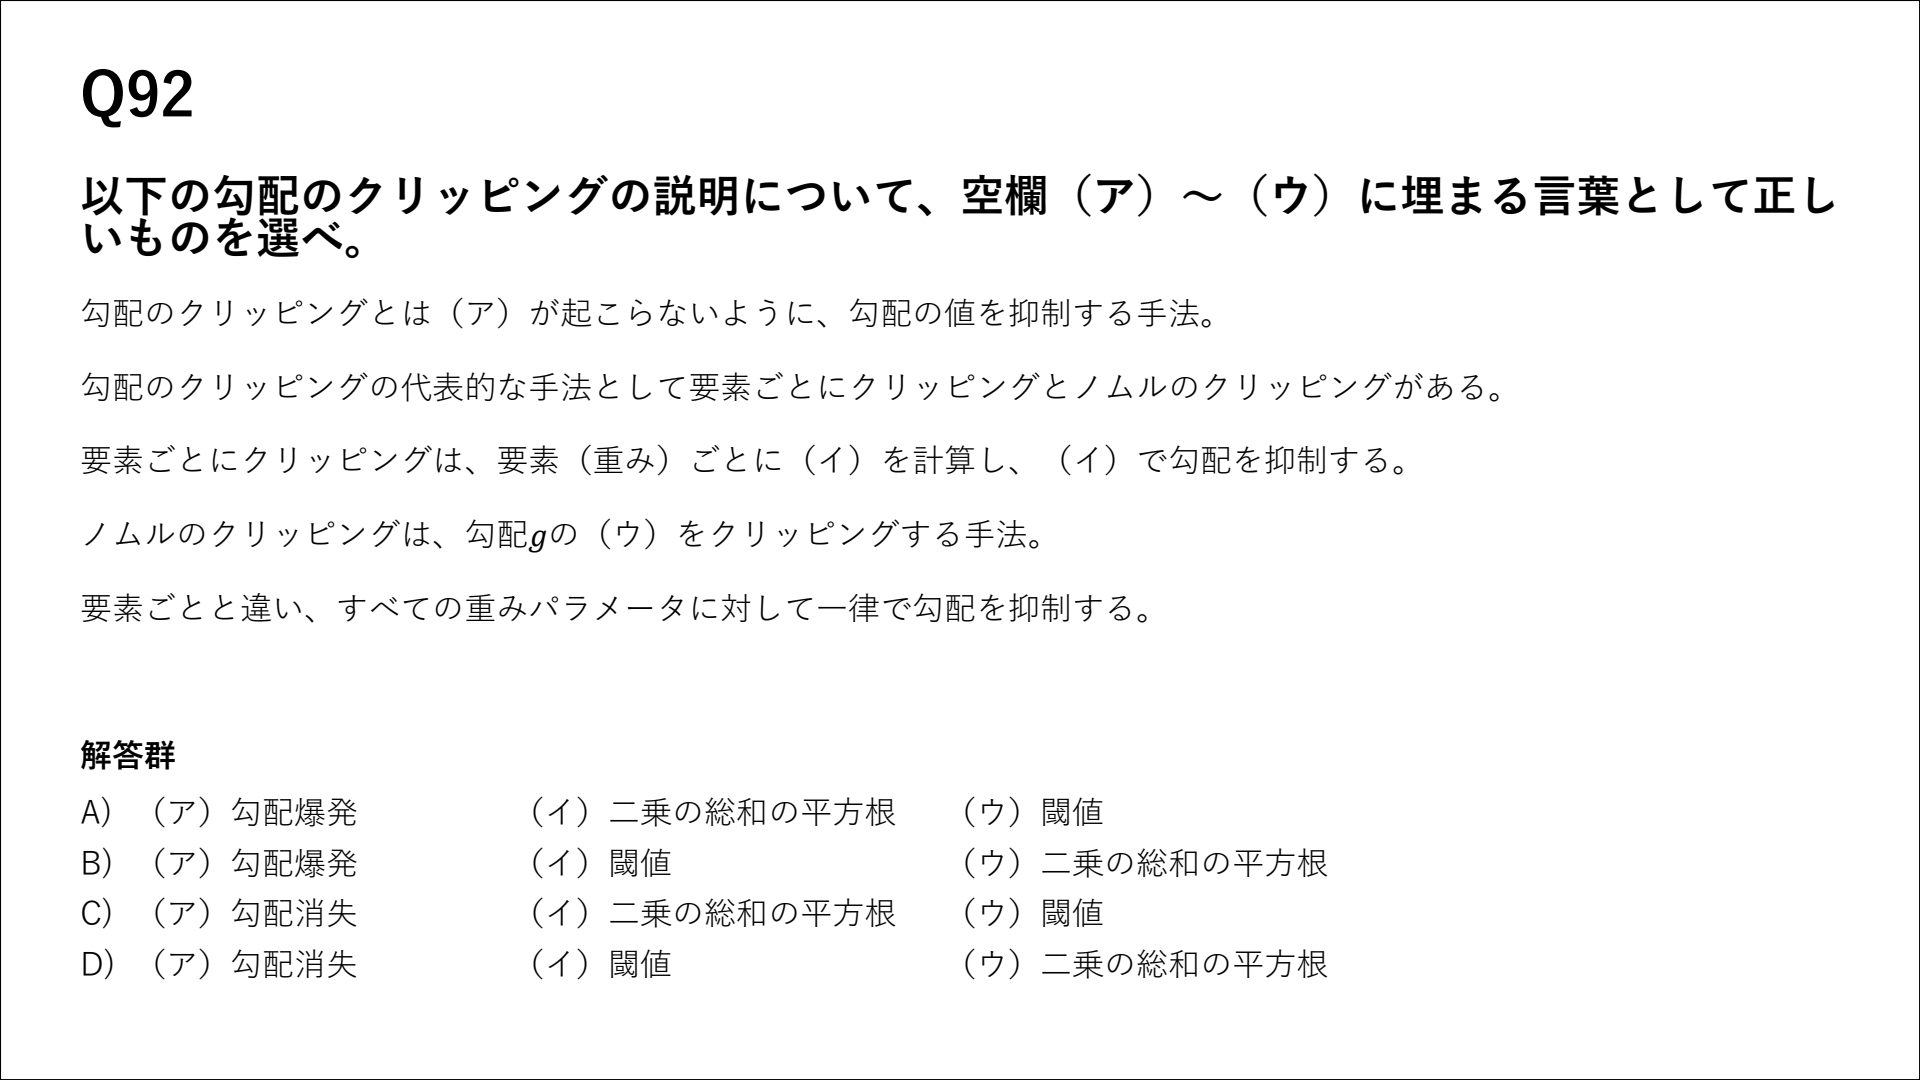 Q92
以下の勾配のクリッピングの説明について、空欄（ア）～（ウ）に埋まる言葉として正し
いものを選べ。
勾配のクリッピングとは（ア）が起こらないように、勾配の値を抑制する手法。
勾配のクリッピングの代表的な手法として要素ごとにクリッピングとノムルのクリッピングがある。
要素ごとにクリッピングは、要素（重み）ごとに（イ）を計算し、（イ）で勾配を抑制する。
ノムルのクリッピングは、勾配gの（ウ）をクリッピングする手法。
要素ごとと違い、すべての重みパラメータに対して一律で勾配を抑制する。
解答群
A) （ア）勾配爆発 （イ）二乗の総和の平方根 （ウ）閾値
B) （ア）勾配爆発 （イ）閾値 （ウ）二乗の総和の平方根
C) （ア）勾配消失 （イ）二乗の総和の平方根 （ウ）閾値
D) （ア）勾配消失 （イ）閾値 （ウ）二乗の総和の平方根